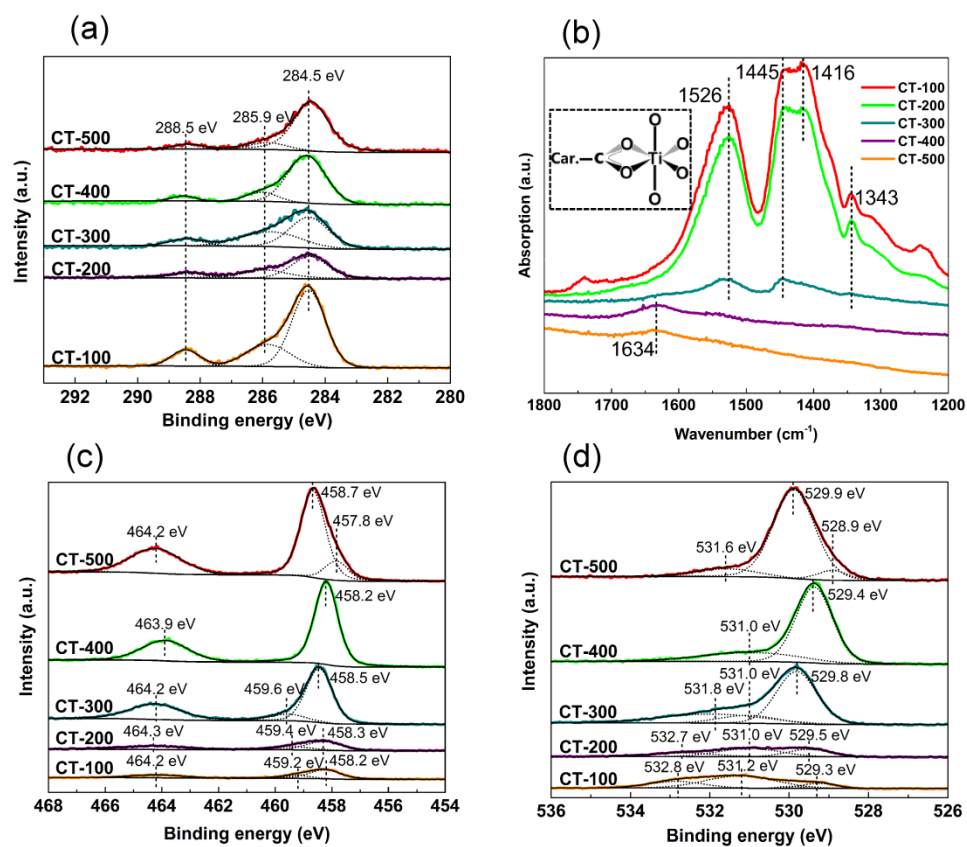 (a)
284.5 eV
285.9 eV
288.5 eV
CT-500
CT-400
CT-300
CT-200
CT-100
Intensity (a.u.)
292 290 288 286 284 282 280
Binding energy (eV)
(b)
1445 1416
1526
1343
1634
CT-100
CT-200
CT-300
CT-400
CT-500
O
O O
Car.-C Ti
O O
O
Absorption (a.u.)
1800 1700 1600 1500 1400 1300 1200
Wavenumber (cm-1)
(c)
458.7 eV
457.8 eV
464.2 eV
CT-500
458.2 eV
463.9 eV
CT-400
458.5 eV
464.2 eV 459.6 eV
CT-300
464.3 eV 459.4 eV 458.3 eV
CT-200
464.2 eV 459.2 eV 458.2 eV
CT-100
Intensity (a.u.)
468 466 464 462 460 458 456 454
Binding energy (eV)
(d)
529.9 eV
528.9 eV
531.6 eV
CT-500
529.4 eV
531.0 eV
CT-400
531.0 eV 529.8 eV
531.8 eV
CT-300
532.7 eV 531.0 eV 529.5 eV
CT-200
532.8 eV 531.2 eV 529.3 eV
CT-100
Intensity (a.u.)
536 534 532 530 528 526
Binding energy (eV)